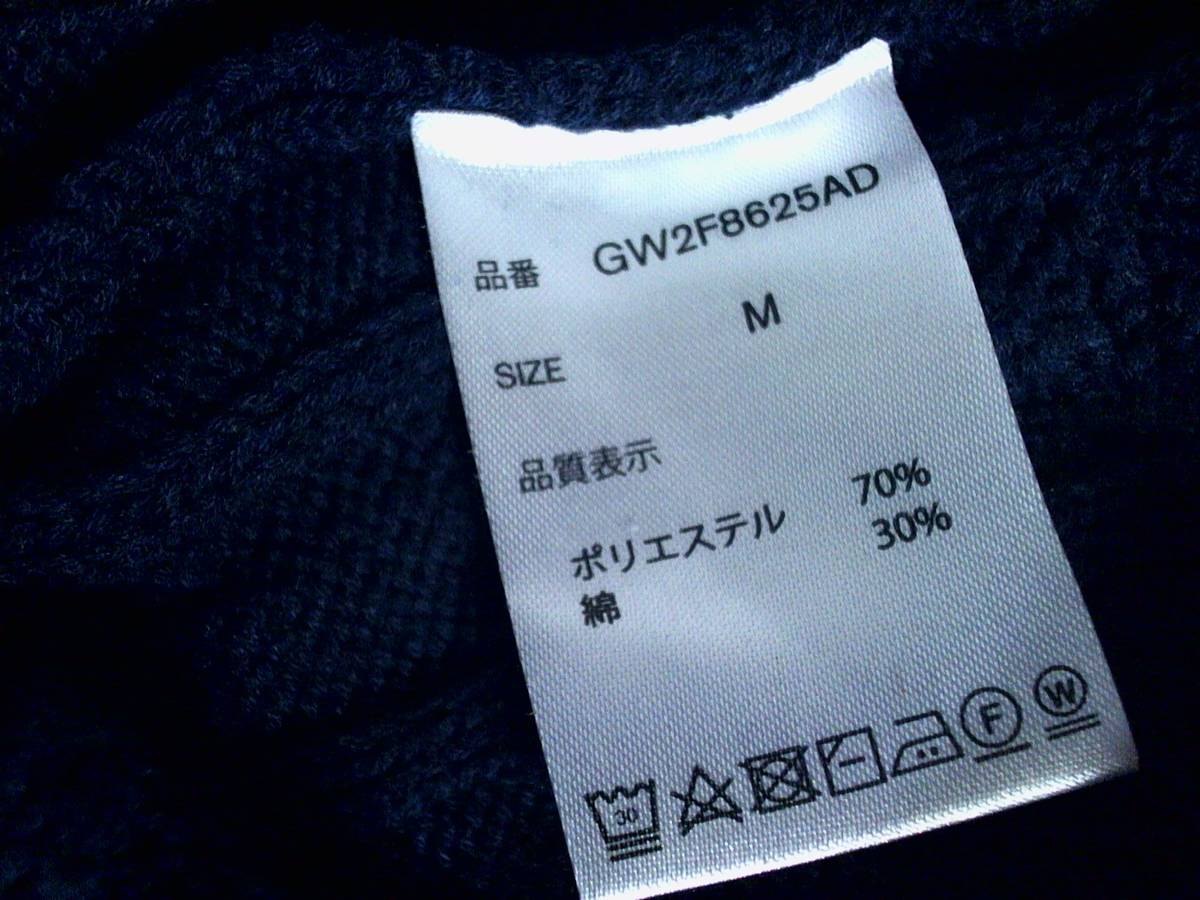 品番 GW2F8625AD
SIZE M
品質表示
ポリエステル 70%
綿 30%
30 F W